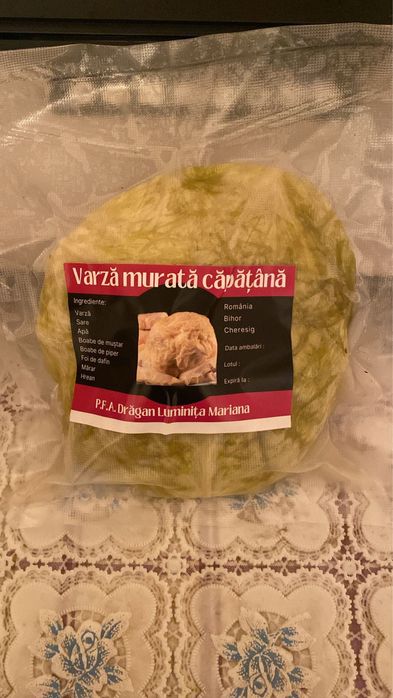 Varză murată căpățână
Ingrediente:
Varză
Sare
Apă
Boabe de muștar
Boabe de piper
Foi de dafin
Mărar
Hrean
România
Bihor
Cheresig
Data ambalări :
Lotul :
Expiră la :
P.F.A. Drăgan Luminița Mariana